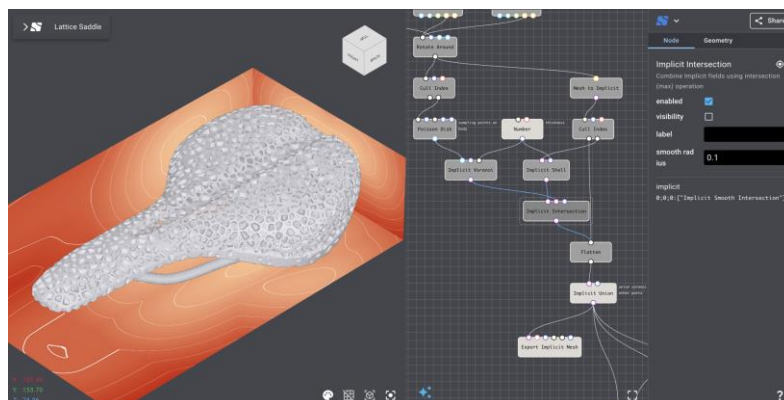 Lattice Saddle
Rotate Around
Cull Index
Mesh to Implicit
Poisson Disk
Number
thickness
Cull Index
Implicit Voronoi
Implicit Shell
Implicit Intersection
Flatten
Implicit Union
Export Implicit Mesh
Share
Node
Geometry
Implicit Intersection
Combine Implicit fields using intersection
(max) operation
enabled
visibility
label
smooth rad
ius
0.1
implicit
0;0;0:["Implicit Smooth Intersection"]
?